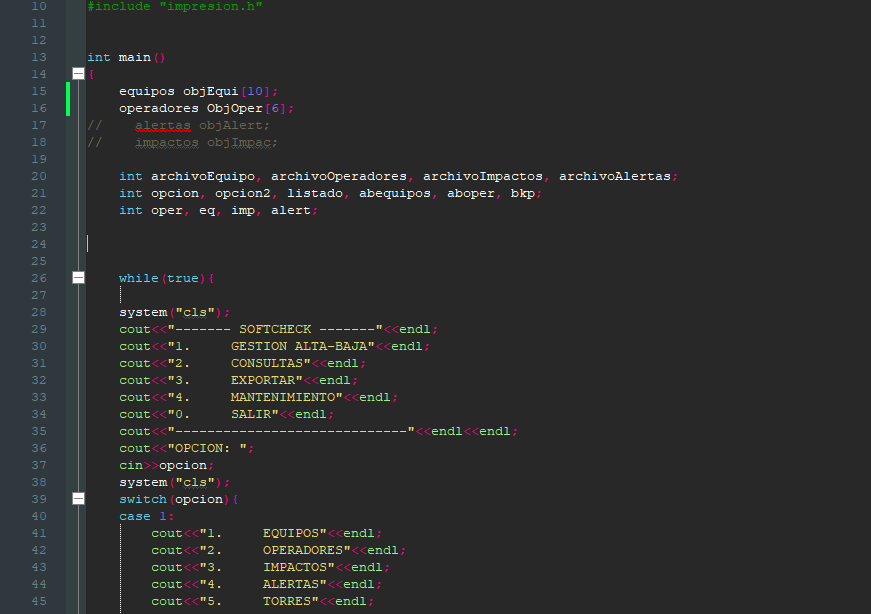 10 #include "impresion.h"
11
12
13 int main()
14 {
15 equipos objEqui[10];
16 operadores ObjOper[6];
17 // alertas objAlert;
18 // impactos objImpac;
19
20 int archivoEquipo, archivoOperadores, archivoImpactos, archivoAlertas;
21 int opcion, opcion2, listado, abequipos, aboper, bkp;
22 int oper, eq, imp, alert;
23
24
25
26 while(true){
27
28 system("cls");
29 cout<<"------- SOFTCHECK -------"<<endl;
30 cout<<"1.     GESTION ALTA-BAJA"<<endl;
31 cout<<"2.     CONSULTAS"<<endl;
32 cout<<"3.     EXPORTAR"<<endl;
33 cout<<"4.     MANTENIMIENTO"<<endl;
34 cout<<"0.     SALIR"<<endl;
35 cout<<"-----------------------------"<<endl<<endl;
36 cout<<"OPCION: ";
37 cin>>opcion;
38 system("cls");
39 switch(opcion){
40 case 1:
41 cout<<"1.     EQUIPOS"<<endl;
42 cout<<"2.     OPERADORES"<<endl;
43 cout<<"3.     IMPACTOS"<<endl;
44 cout<<"4.     ALERTAS"<<endl;
45 cout<<"5.     TORRES"<<endl;